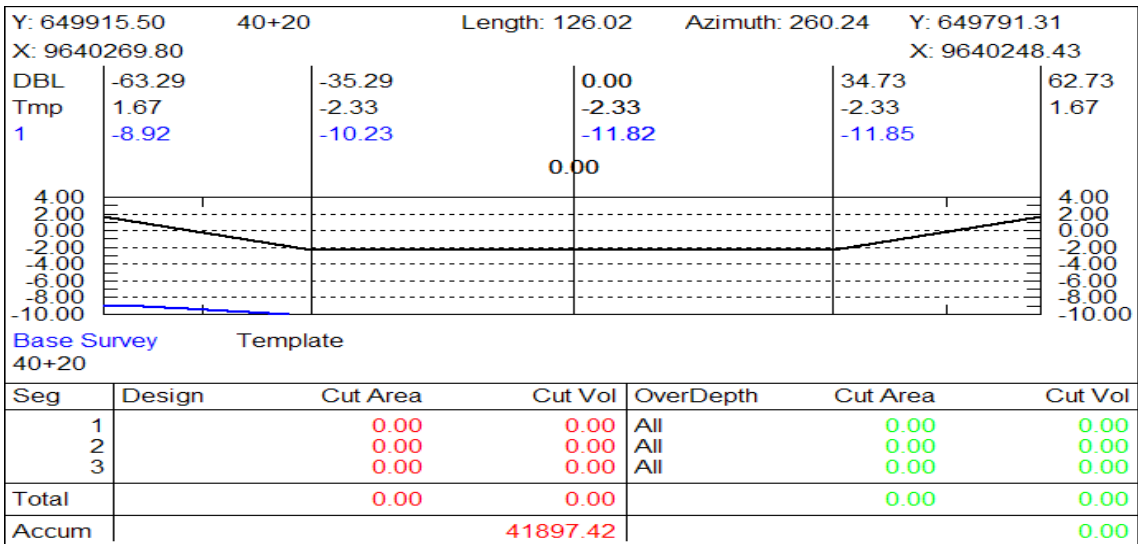 Y: 649915.50 40+20 Length: 126.02 Azimuth: 260.24 Y: 649791.31
X: 9640269.80 X: 9640248.43
DBL -63.29 -35.29 0.00 34.73 62.73
Tmp 1.67 -2.33 -2.33 -2.33 1.67
1 -8.92 -10.23 -11.82 -11.85
0.00
4.00 4.00
2.00 2.00
0.00 0.00
-2.00 -2.00
-4.00 -4.00
-6.00 -6.00
-8.00 -8.00
-10.00 -10.00
Base Survey Template
40+20
Seg Design Cut Area Cut Vol OverDepth Cut Area Cut Vol
1 0.00 0.00 All 0.00 0.00
2 0.00 0.00 All 0.00 0.00
3 0.00 0.00 All 0.00 0.00
Total 0.00 0.00 0.00 0.00
Accum 41897.42 0.00